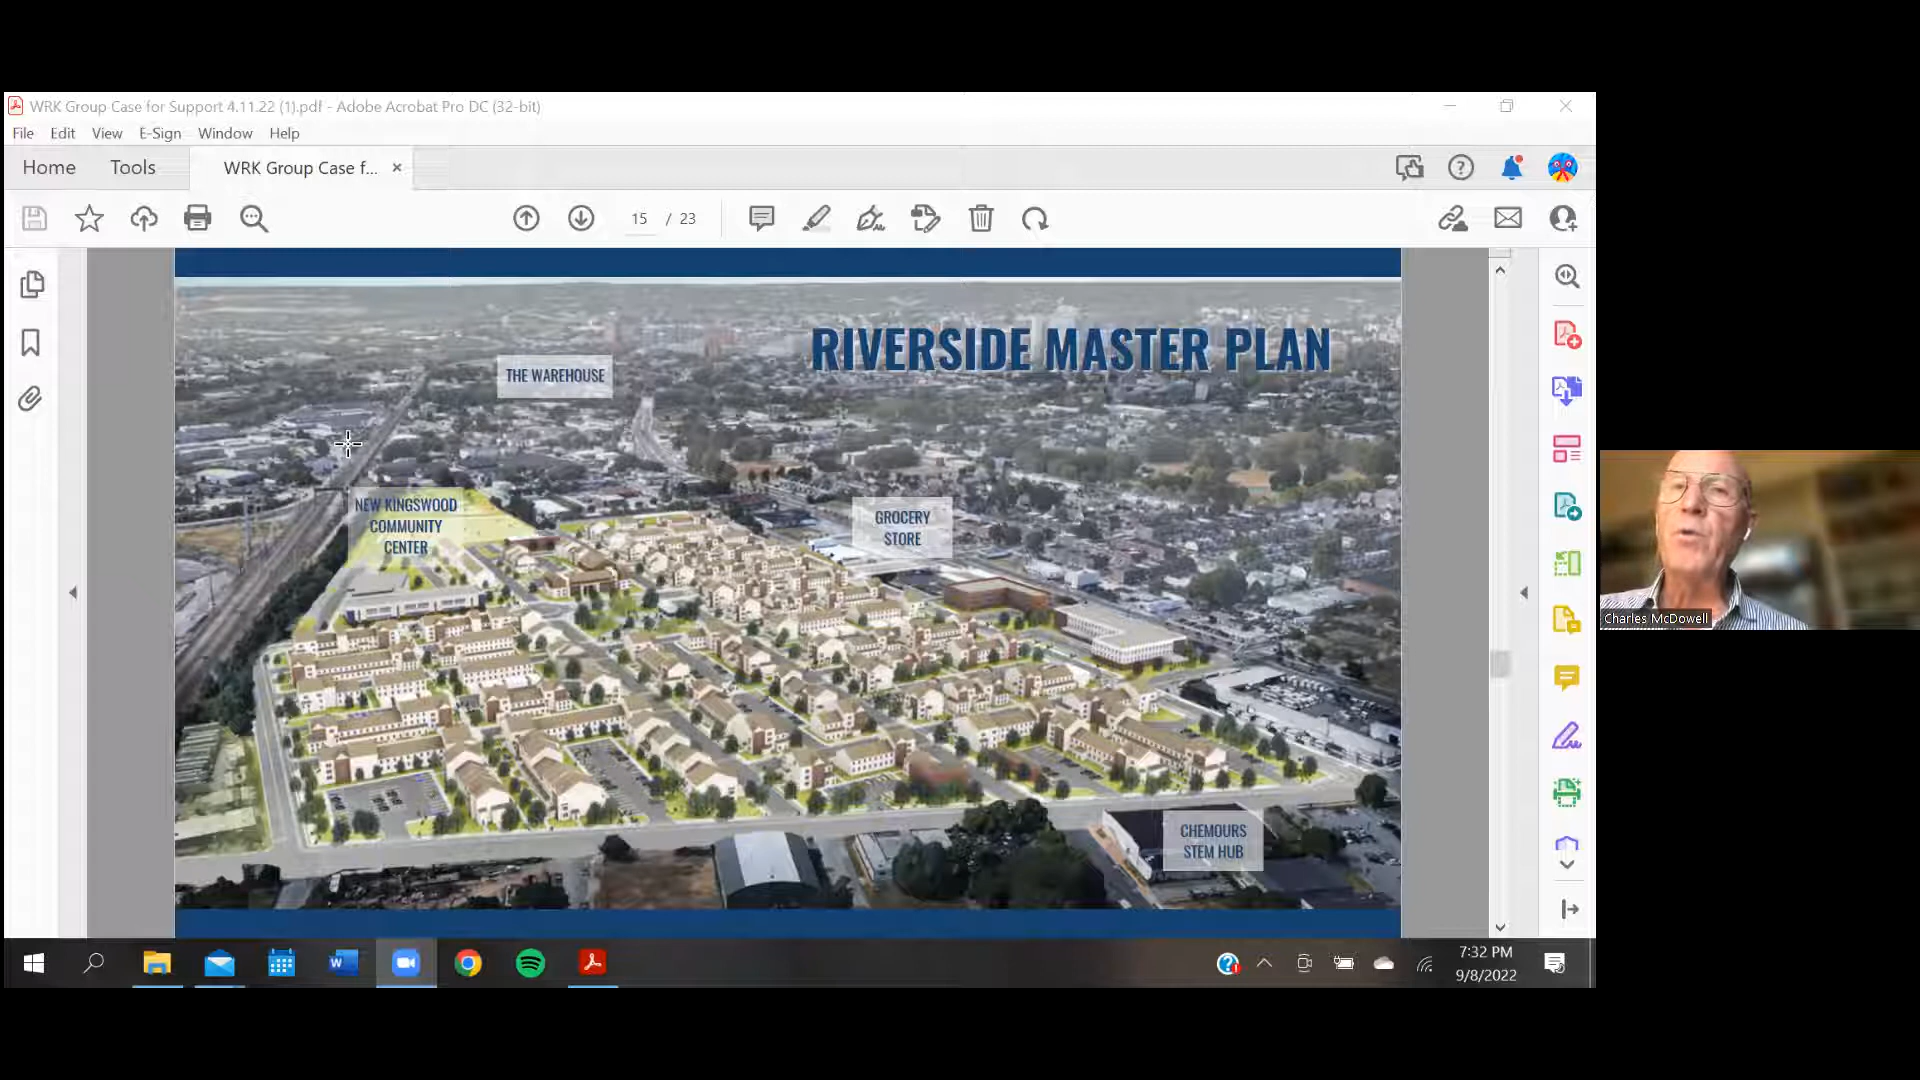 WRK Group Case for Support 4.11.22 (1).pdf - Adobe Acrobat Pro DC (32-bit)
File Edit View E-Sign Window Help
Home Tools WRK Group Case f... ×
15 / 23
RIVERSIDE MASTER PLAN
THE WAREHOUSE
NEW KINGSWOOD
COMMUNITY
CENTER
GROCERY
STORE
CHEMOURS
STEM HUB
Charles McDowell
7:32 PM
9/8/2022